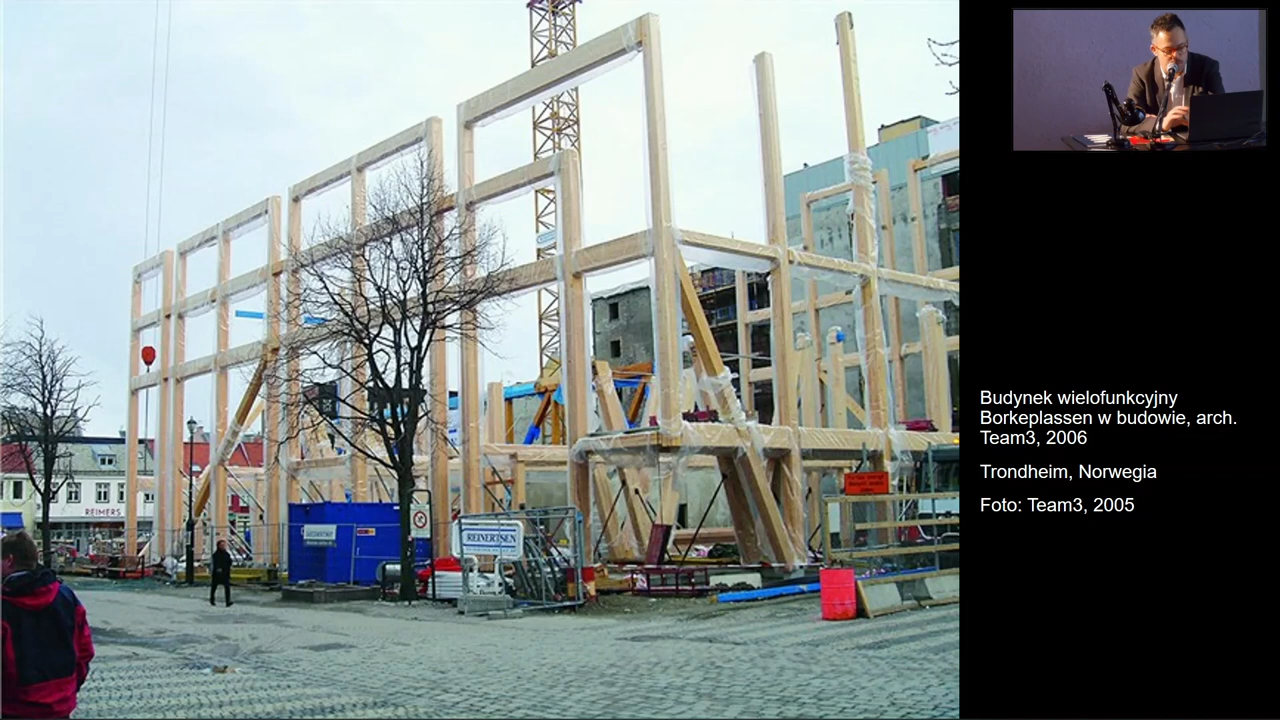 Budynek wielofunkcyjny
Borkeplassen w budowie, arch.
Team3, 2006
Trondheim, Norwegia
Foto: Team3, 2005
REIMERS
REINERTSEN